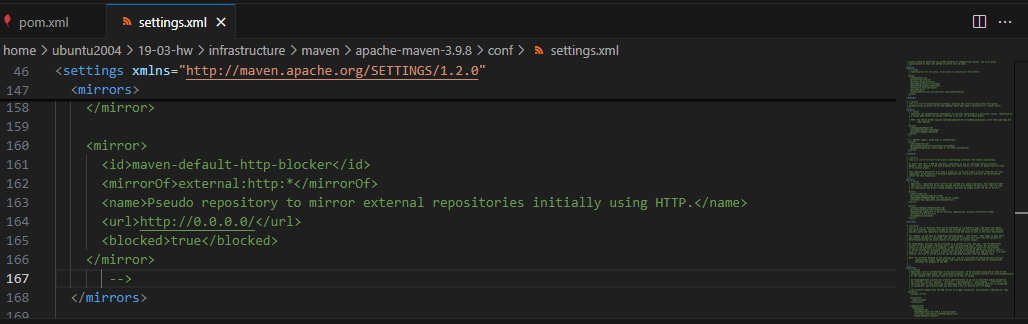 pom.xml
settings.xml
home > ubuntu2004 > 19-03-hw > infrastructure > maven > apache-maven-3.9.8 > conf > settings.xml
46 <settings xmlns="http://maven.apache.org/SETTINGS/1.2.0"
147 <mirrors>
158 </mirror>
159
160 <mirror>
161 <id>maven-default-http-blocker</id>
162 <mirrorOf>external:http:*</mirrorOf>
163 <name>Pseudo repository to mirror external repositories initially using HTTP.</name>
164 <url>http://0.0.0.0/</url>
165 <blocked>true</blocked>
166 </mirror>
167 -->
168 </mirrors>
169